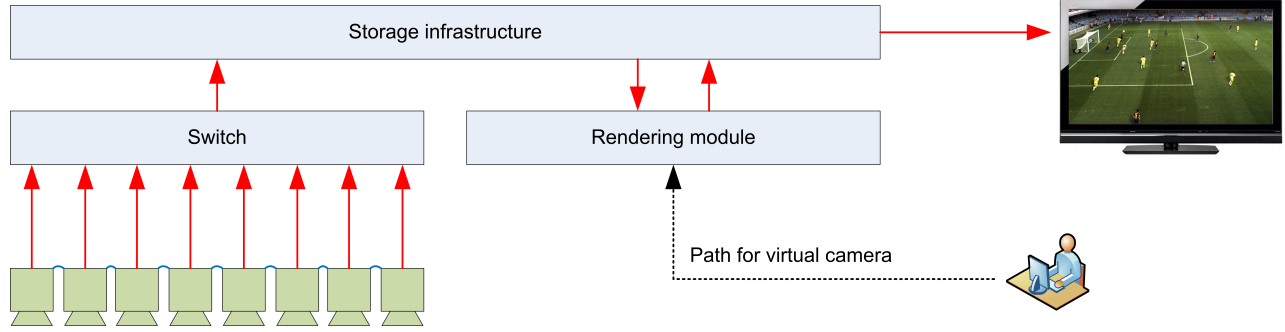 Storage infrastructure
Switch
Rendering module
Path for virtual camera